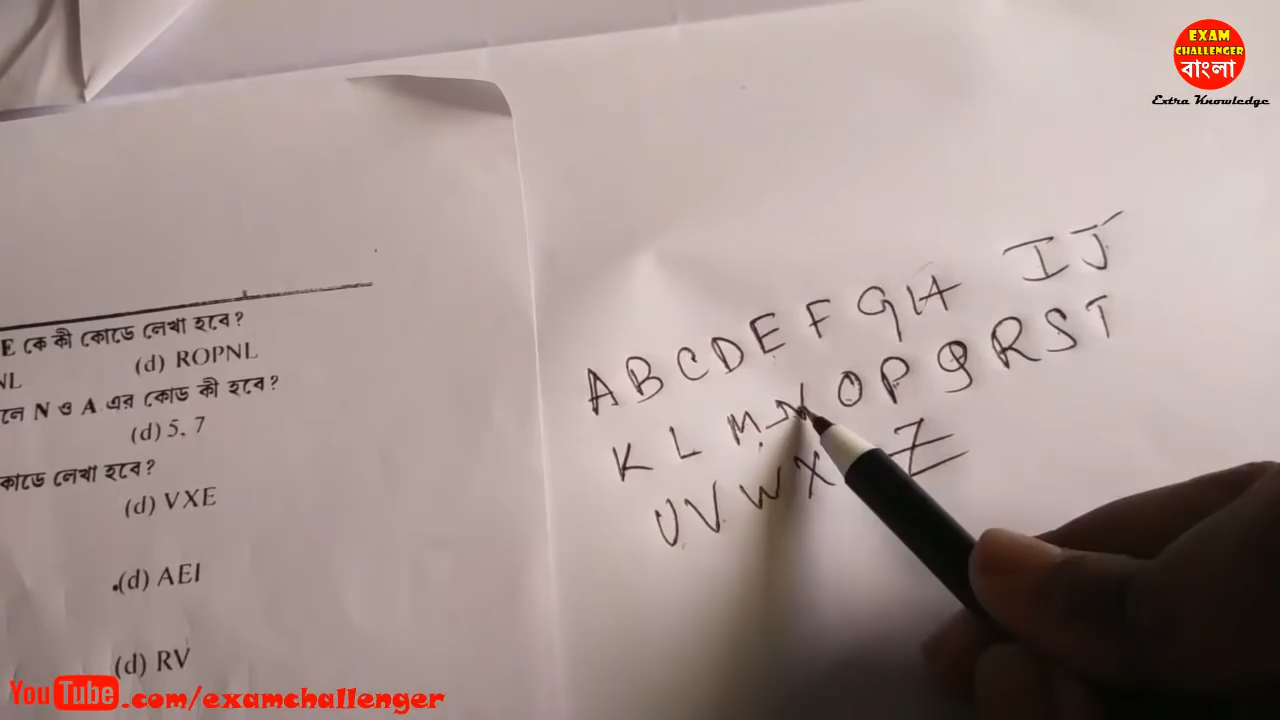 EXAM
CHALLENGER
বাংলা
Extra Knowledge
E কে কী কোডে লেখা হবে?
NL
(d) ROPNL
লে N ও A এর কোড কী হবে?
(d) 5, 7
কোডে লেখা হবে?
(d) VXE
(d) AEI
(d) RV
A B C D E F G H I J
K L M N O P Q R S T
U V W X Z
YouTube.com/examchallenger